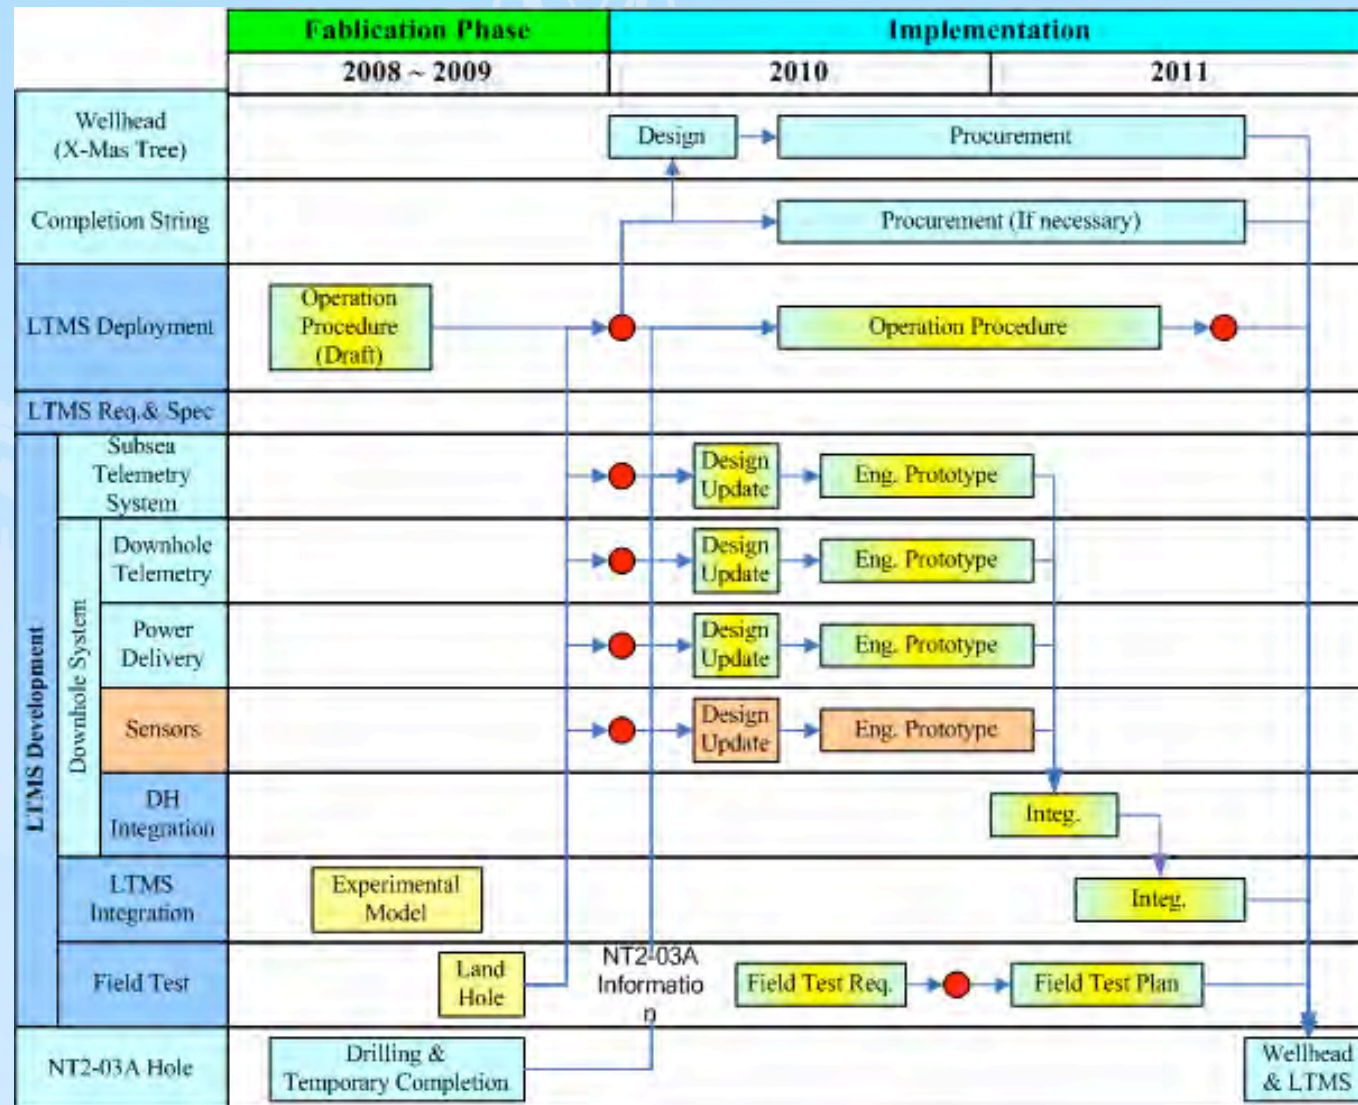 Fablication Phase
Implementation
2008 ~ 2009
2010
2011
Wellhead
(X-Mas Tree)
Design
Procurement
Completion String
Procurement (If necessary)
LTMS Deployment
Operation
Procedure
(Draft)
Operation Procedure
LTMS Req.& Spec
LTMS Development
Subsea
Telemetry
System
Design
Update
Eng. Prototype
Downhole System
Downhole
Telemetry
Design
Update
Eng. Prototype
Power
Delivery
Design
Update
Eng. Prototype
Sensors
Design
Update
Eng. Prototype
DH
Integration
Integ.
LTMS
Integration
Experimental
Model
Integ.
Field Test
Land
Hole
NT2-03A
Informatio
n
Field Test Req.
Field Test Plan
NT2-03A Hole
Drilling &
Temporary Completion
Wellhead
& LTMS